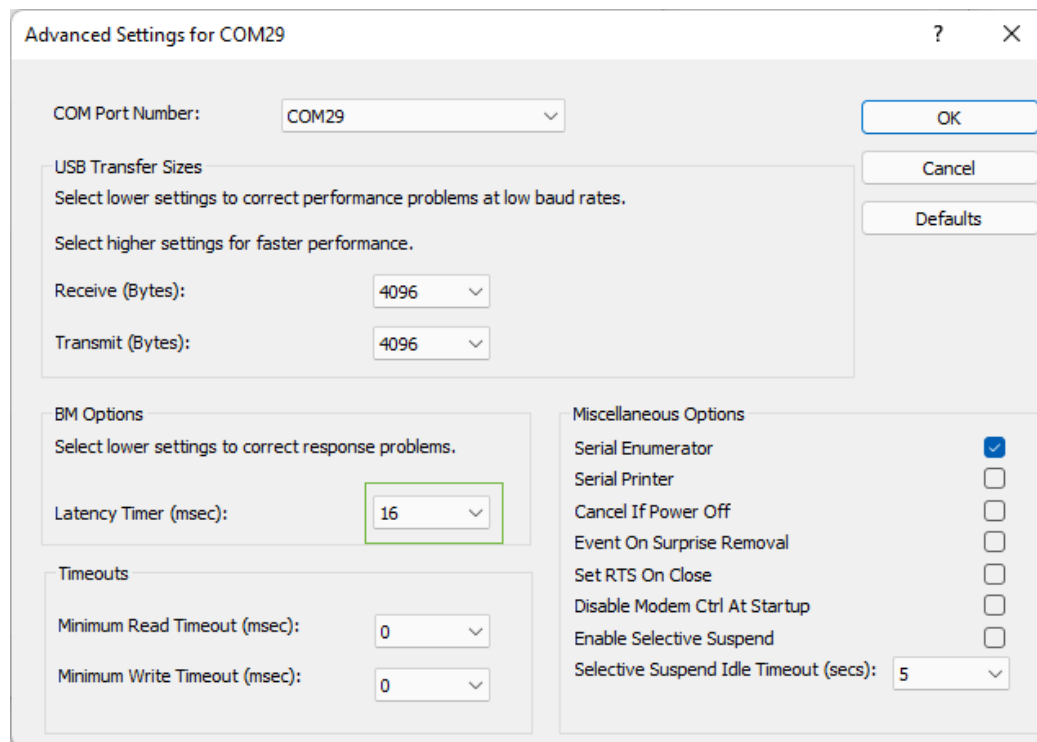 Advanced Settings for COM29
?
COM Port Number:
COM29
OK
Cancel
Defaults
USB Transfer Sizes
Select lower settings to correct performance problems at low baud rates.
Select higher settings for faster performance.
Receive (Bytes):
4096
Transmit (Bytes):
4096
BM Options
Select lower settings to correct response problems.
Latency Timer (msec):
16
Timeouts
Minimum Read Timeout (msec):
0
Minimum Write Timeout (msec):
0
Miscellaneous Options
Serial Enumerator
Serial Printer
Cancel If Power Off
Event On Surprise Removal
Set RTS On Close
Disable Modem Ctrl At Startup
Enable Selective Suspend
Selective Suspend Idle Timeout (secs):
5